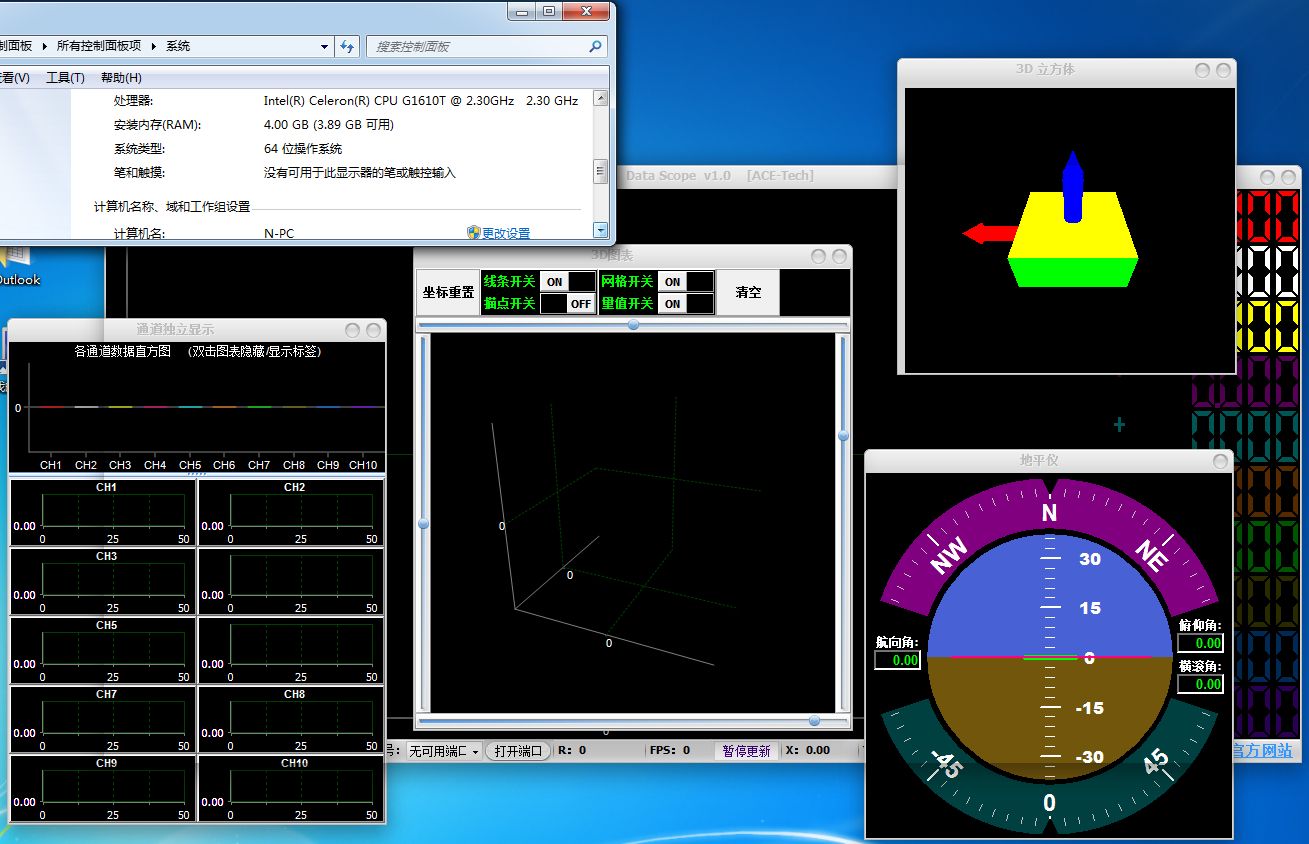 制面板 ▸ 所有控制面板项 ▸ 系统
搜索控制面板
看(V) 工具(T) 帮助(H)
处理器: Intel(R) Celeron(R) CPU G1610T @ 2.30GHz 2.30 GHz
安装内存(RAM): 4.00 GB (3.89 GB 可用)
系统类型: 64 位操作系统
笔和触摸: 没有可用于此显示器的笔或触控输入
计算机名称、域和工作组设置
计算机名: N-PC
更改设置
Outlook
Data Scope v1.0 [ACE-Tech]
3D 立方体
3D图表
坐标重置
线条开关 ON
网格开关 ON
描点开关 OFF
量值开关 ON
清空
0
0
0
通道独立显示
各通道数据直方图 (双击图表隐藏/显示标签)
0
CH1 CH2 CH3 CH4 CH5 CH6 CH7 CH8 CH9 CH10
CH1 CH2
0.00 0.00
0 25 50 0 25 50
CH3
0.00 0.00
0 25 50 0 25 50
CH5
0.00 0.00
0 25 50 0 25 50
CH7 CH8
0.00 0.00
0 25 50 0 25 50
CH9 CH10
0.00 0.00
0 25 50 0 25 50
号: 无可用端口 打开端口 R: 0 FPS: 0 暂停更新 X: 0.00
官方网站
地平仪
N
NW NE
30
15
0
-15
-30
航向角:
0.00
俯仰角:
0.00
横滚角:
0.00
-45 45
0